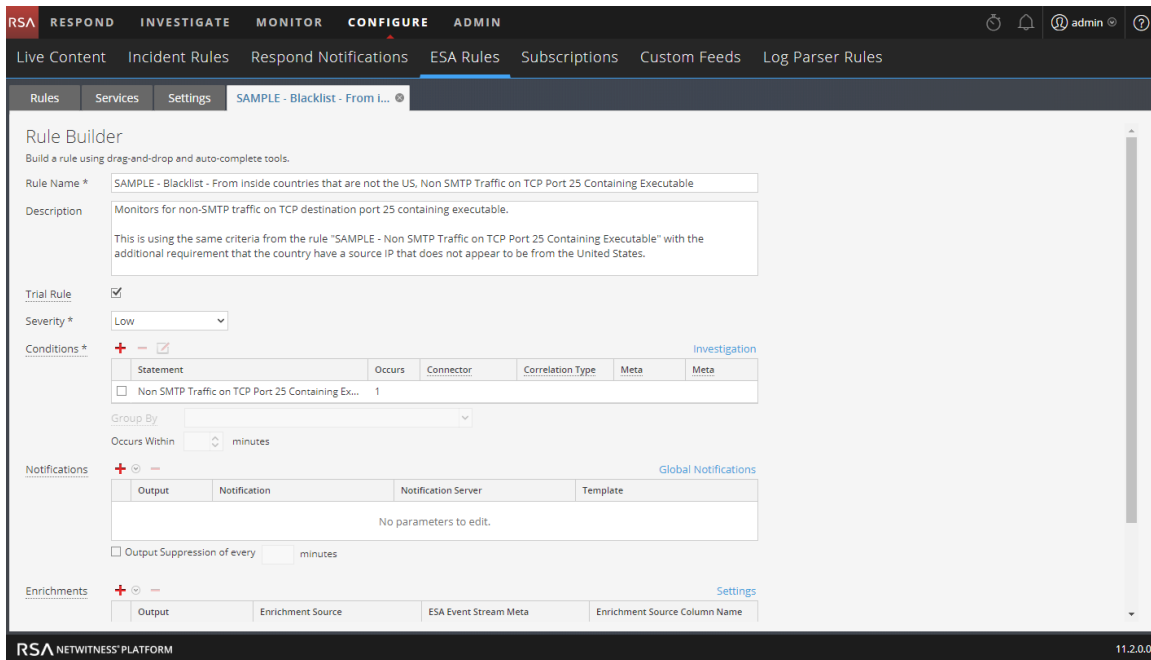 RSA RESPOND INVESTIGATE MONITOR CONFIGURE ADMIN admin ?
Live Content Incident Rules Respond Notifications ESA Rules Subscriptions Custom Feeds Log Parser Rules
Rules Services Settings SAMPLE - Blacklist - From i...
Rule Builder
Build a rule using drag-and-drop and auto-complete tools.
Rule Name * SAMPLE - Blacklist - From inside countries that are not the US, Non SMTP Traffic on TCP Port 25 Containing Executable
Description Monitors for non-SMTP traffic on TCP destination port 25 containing executable.
This is using the same criteria from the rule "SAMPLE - Non SMTP Traffic on TCP Port 25 Containing Executable" with the
additional requirement that the country have a source IP that does not appear to be from the United States.
Trial Rule
Severity * Low
Conditions * Investigation
Statement Occurs Connector Correlation Type Meta Meta
Non SMTP Traffic on TCP Port 25 Containing Ex... 1
Group By
Occurs Within minutes
Notifications Global Notifications
Output Notification Notification Server Template
No parameters to edit.
Output Suppression of every minutes
Enrichments Settings
Output Enrichment Source ESA Event Stream Meta Enrichment Source Column Name
RSA NETWITNESS® PLATFORM 11.2.0.0